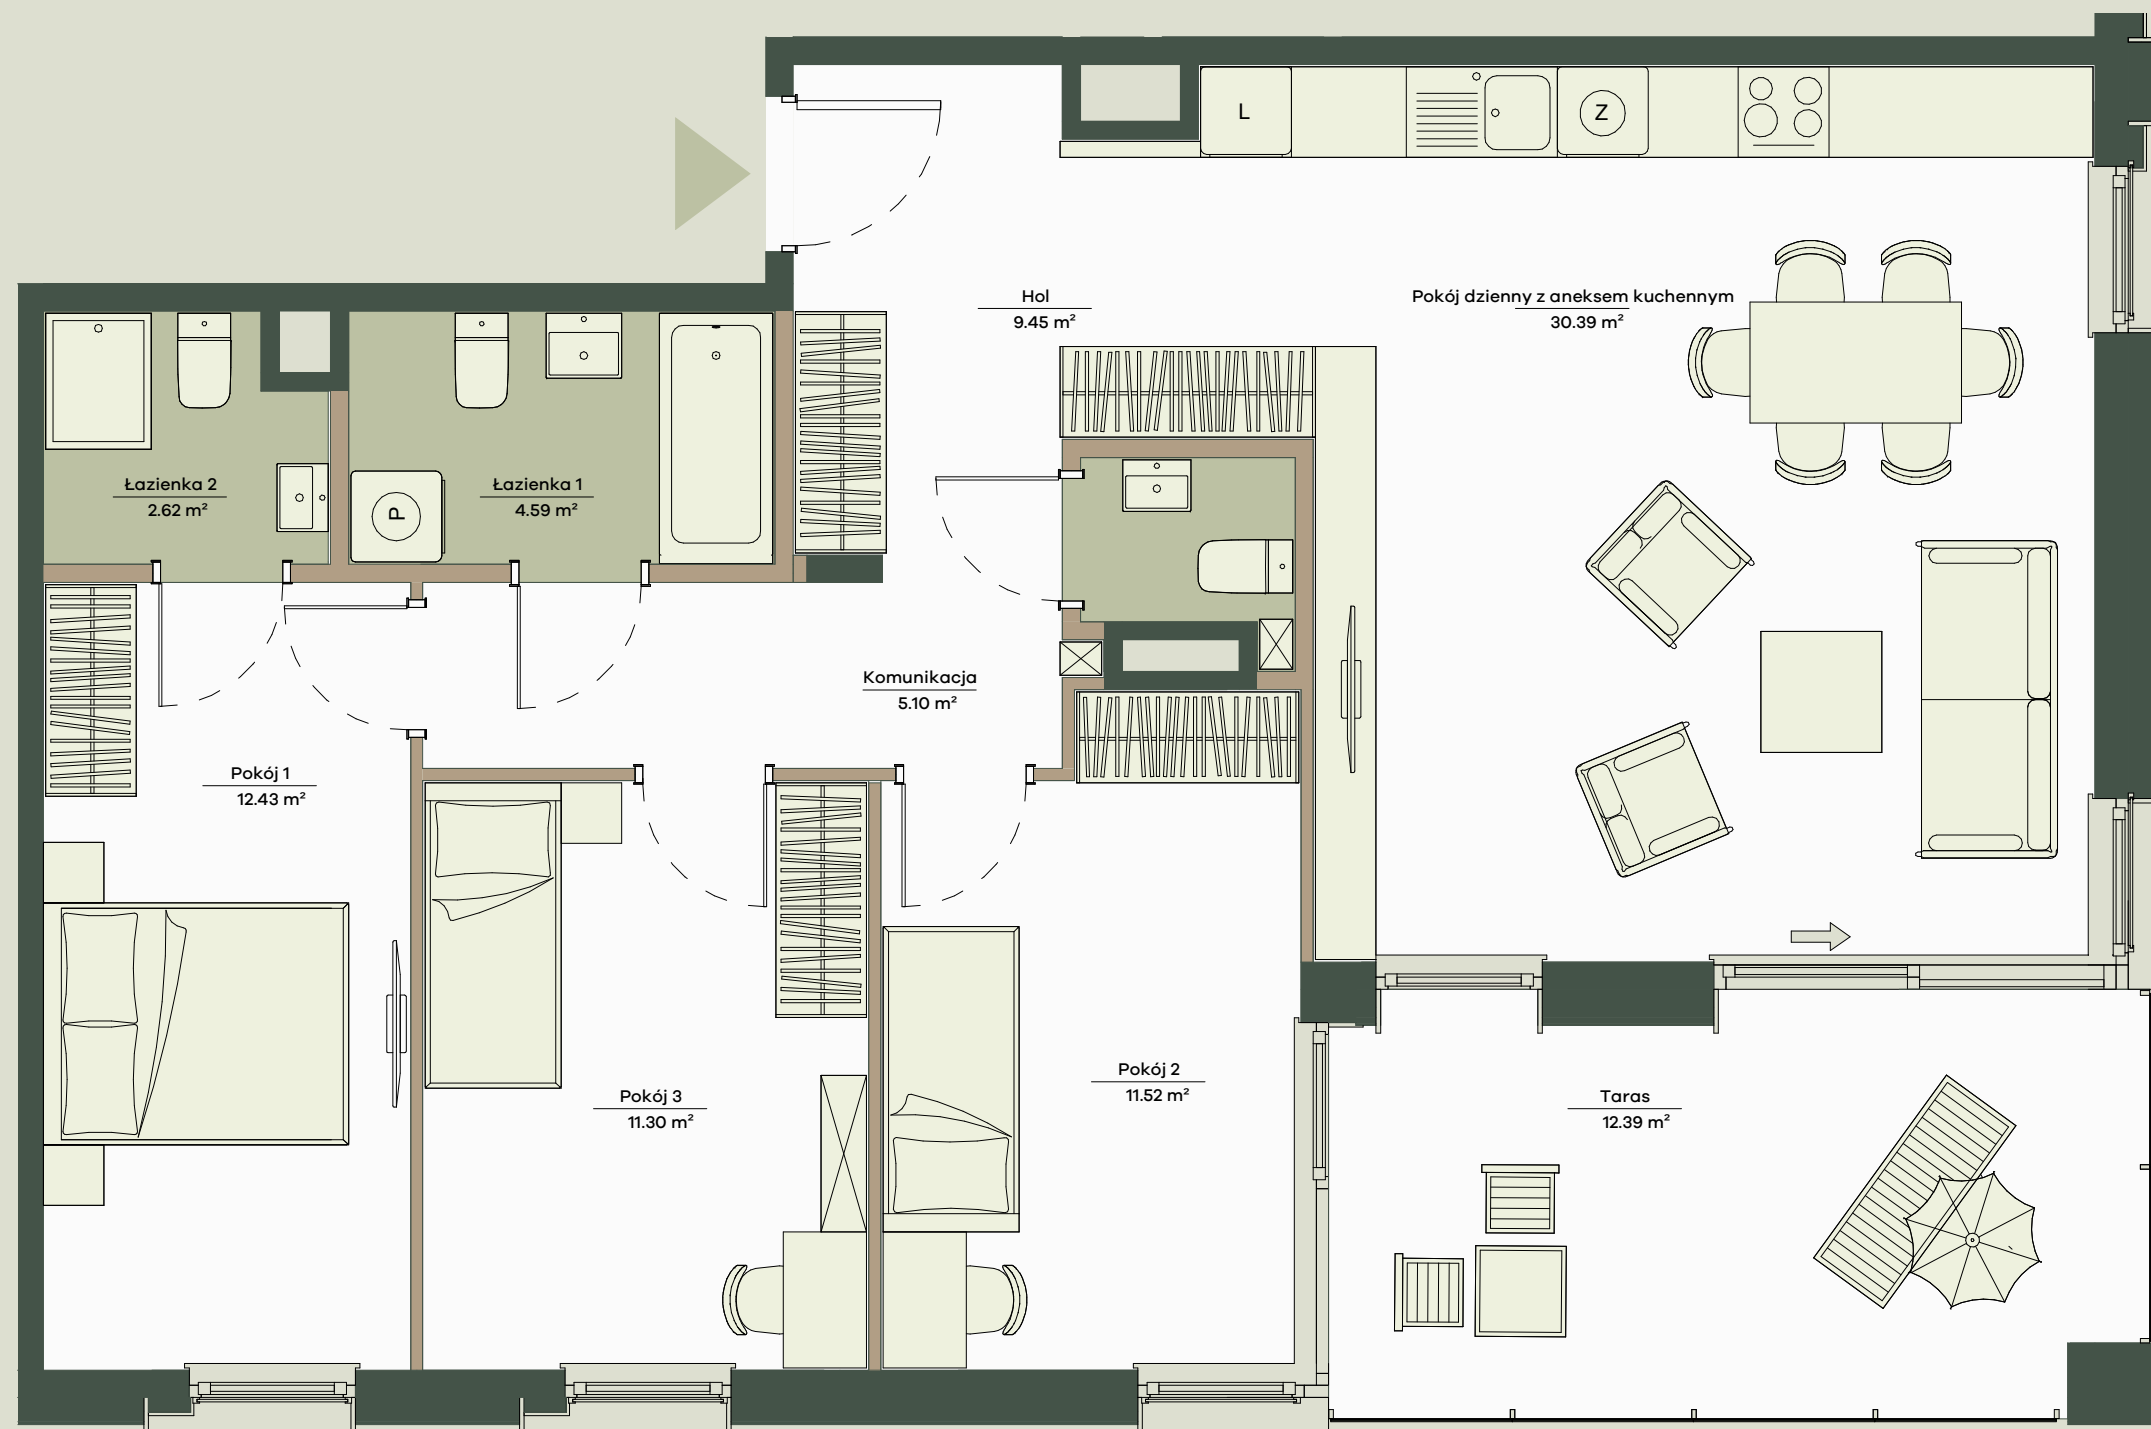 L
Z
Hol
9.45 m²
Pokój dzienny z aneksem kuchennym
30.39 m²
Łazienka 2
2.62 m²
P
Łazienka 1
4.59 m²
Komunikacja
5.10 m²
Pokój 1
12.43 m²
Pokój 3
11.30 m²
Pokój 2
11.52 m²
Taras
12.39 m²